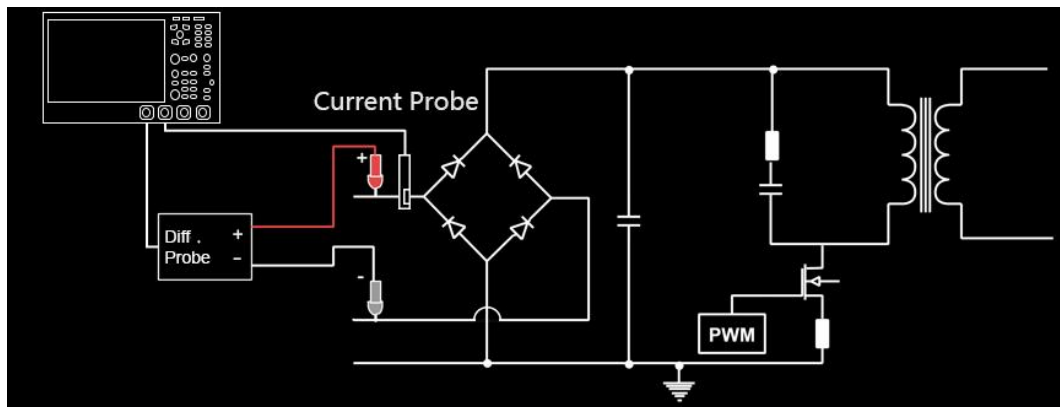 Current Probe
+
Diff .
Probe
+
-
-
PWM